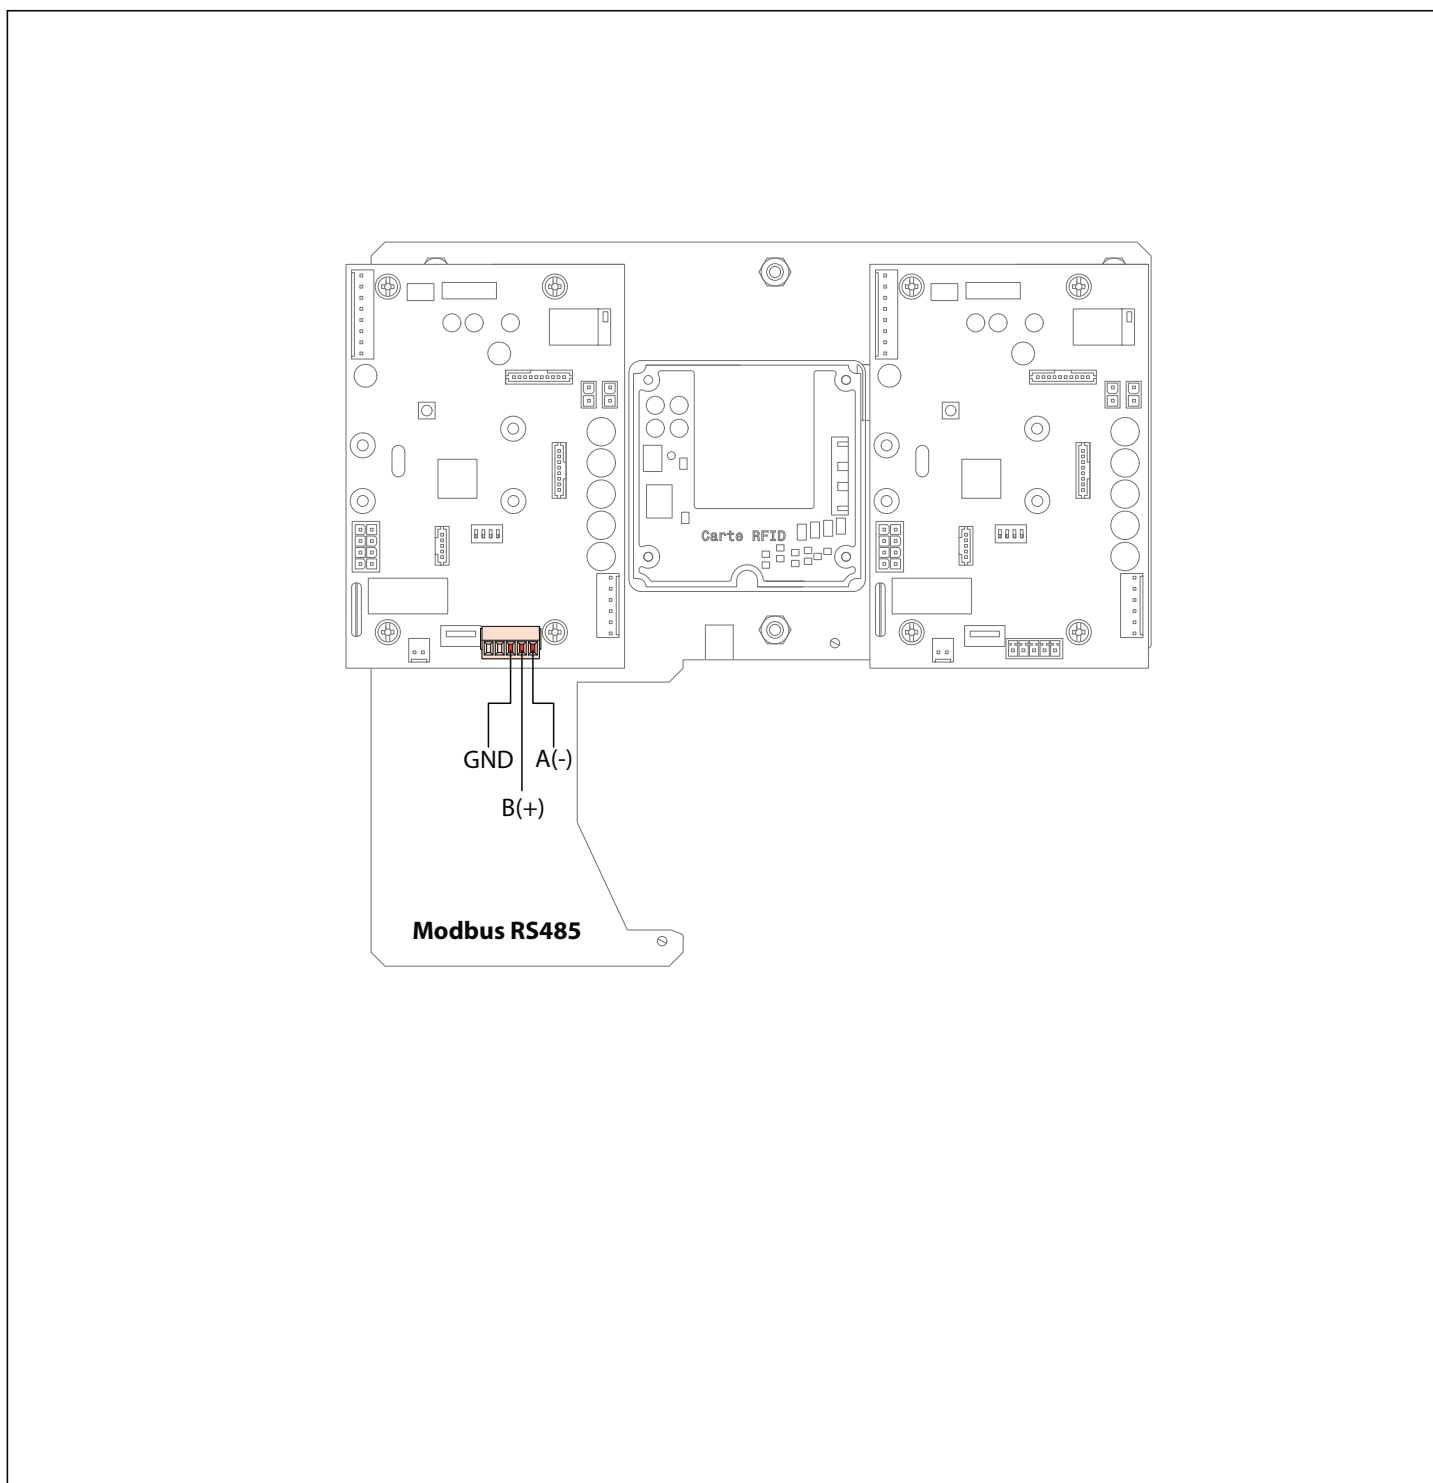 Carte RFID
GND
A(-)
B(+)
Modbus RS485